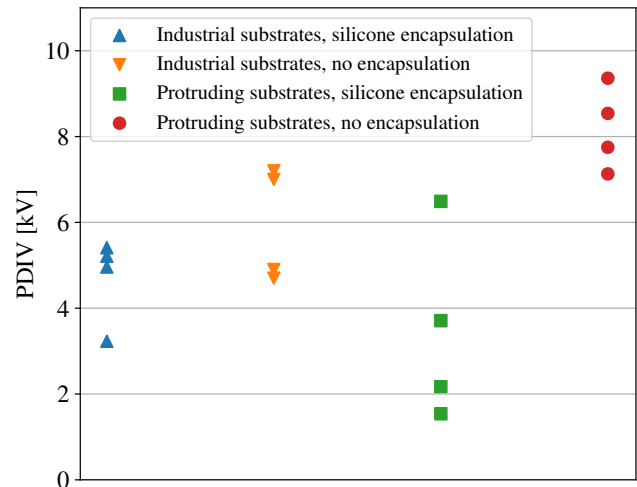 Industrial substrates, silicone encapsulation
Industrial substrates, no encapsulation
Protruding substrates, silicone encapsulation
Protruding substrates, no encapsulation
PDIV [kV]
10
8
6
4
2
0